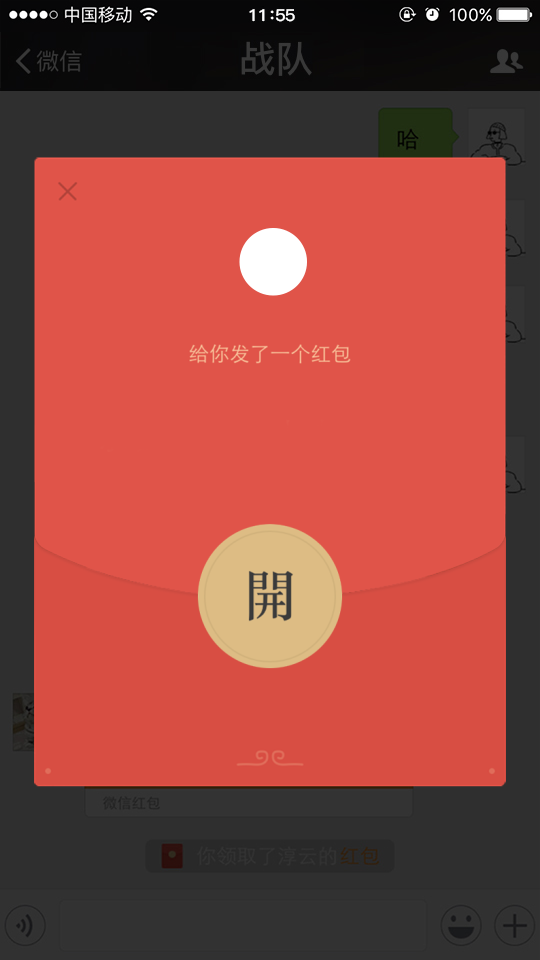 中国移动 11:55 100%
微信 战队
哈
给你发了一个红包
開
微信红包
你领取了淳云的红包